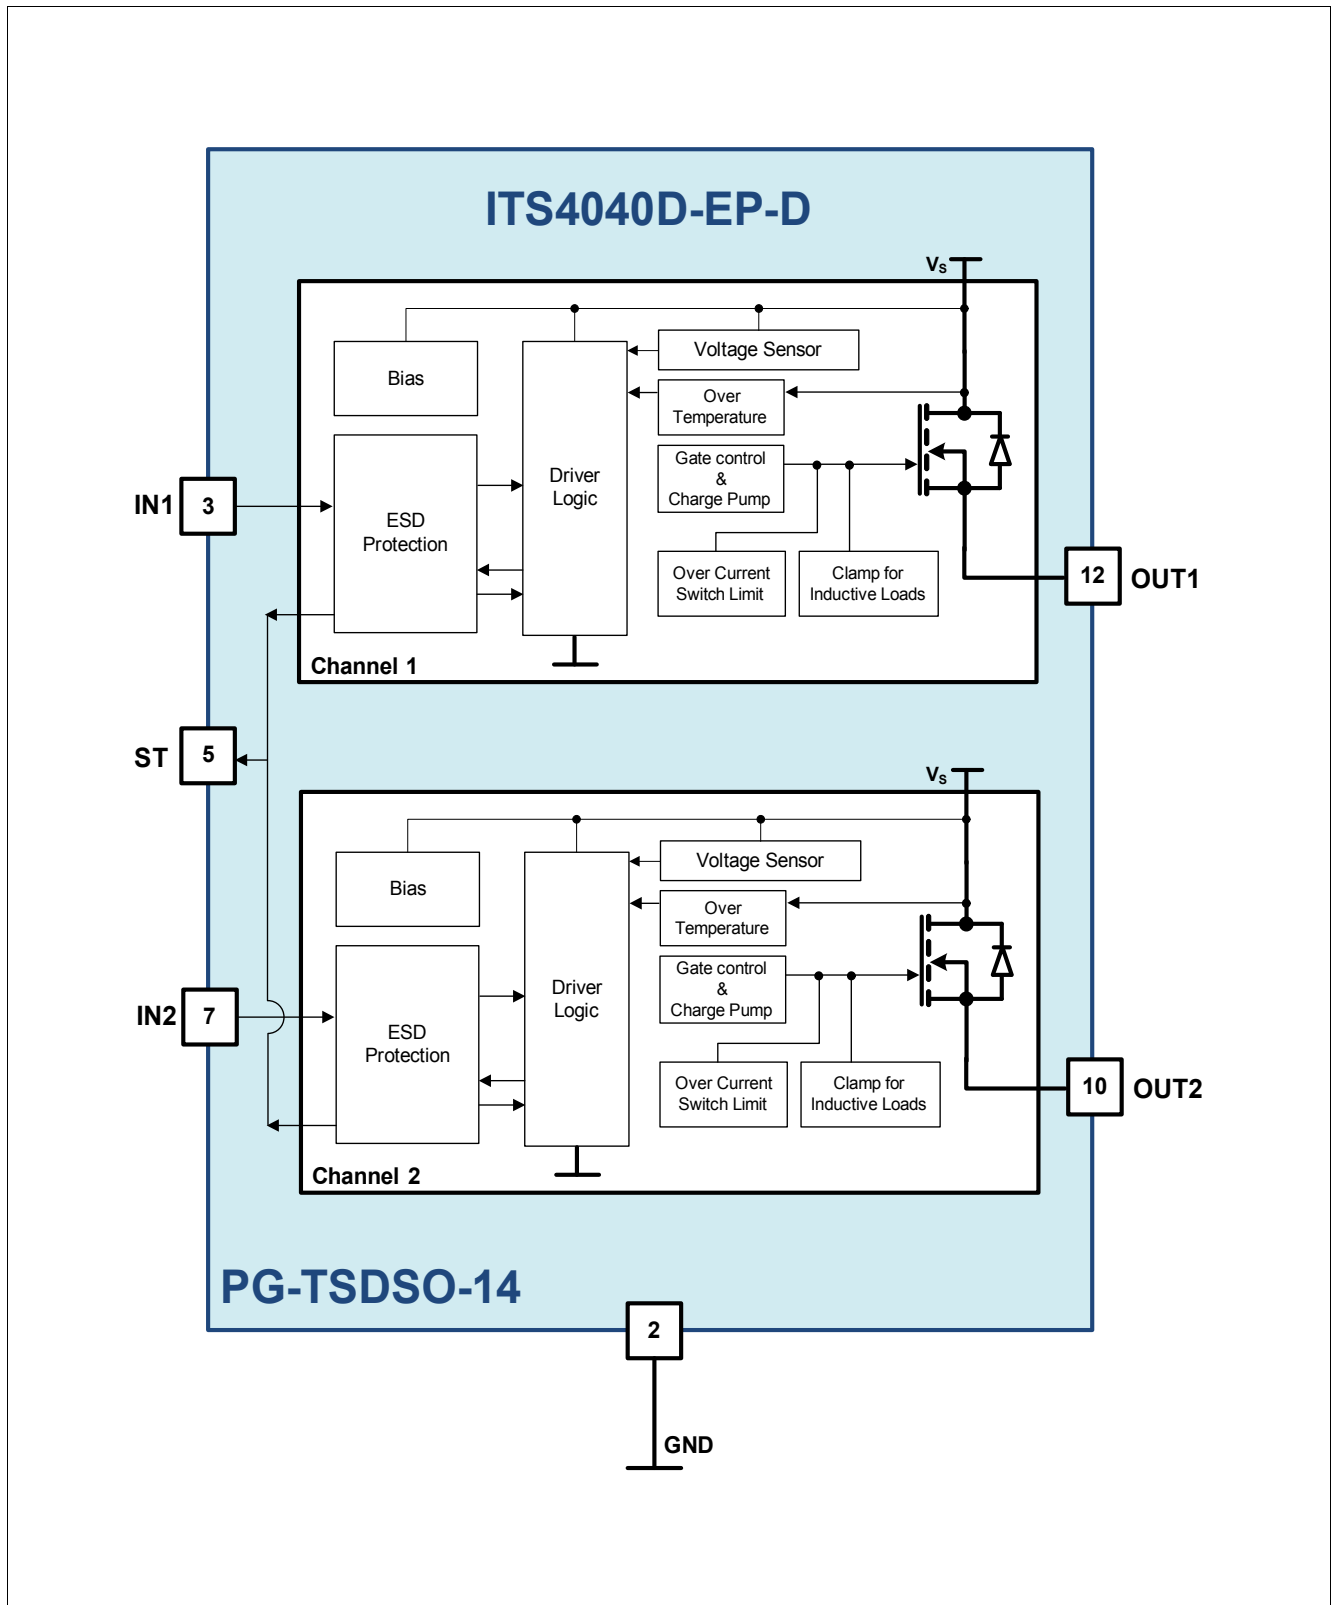 ITS4040D-EP-D
VS
Voltage Sensor
Bias
Over
Temperature
Gate control
&
Charge Pump
Driver
Logic
IN1
3
ESD
Protection
Over Current
Switch Limit
Clamp for
Inductive Loads
12
OUT1
Channel 1
ST
5
VS
Voltage Sensor
Bias
Over
Temperature
Gate control
&
Charge Pump
Driver
Logic
IN2
7
ESD
Protection
Over Current
Switch Limit
Clamp for
Inductive Loads
10
OUT2
Channel 2
PG-TSDSO-14
2
GND